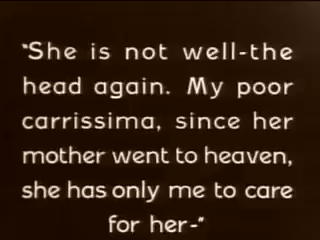 "She is not well-the
head again. My poor
carrissima, since her
mother went to heaven,
she has only me to care
for her-"